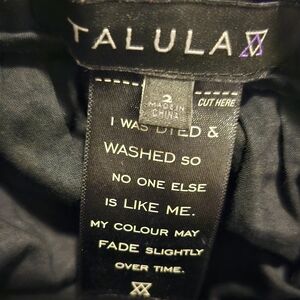 TALULA
2
MADE IN
CHINA
CUT HERE
I WAS DYED &
WASHED SO
NO ONE ELSE
IS LIKE ME.
MY COLOUR MAY
FADE SLIGHTLY
OVER TIME.